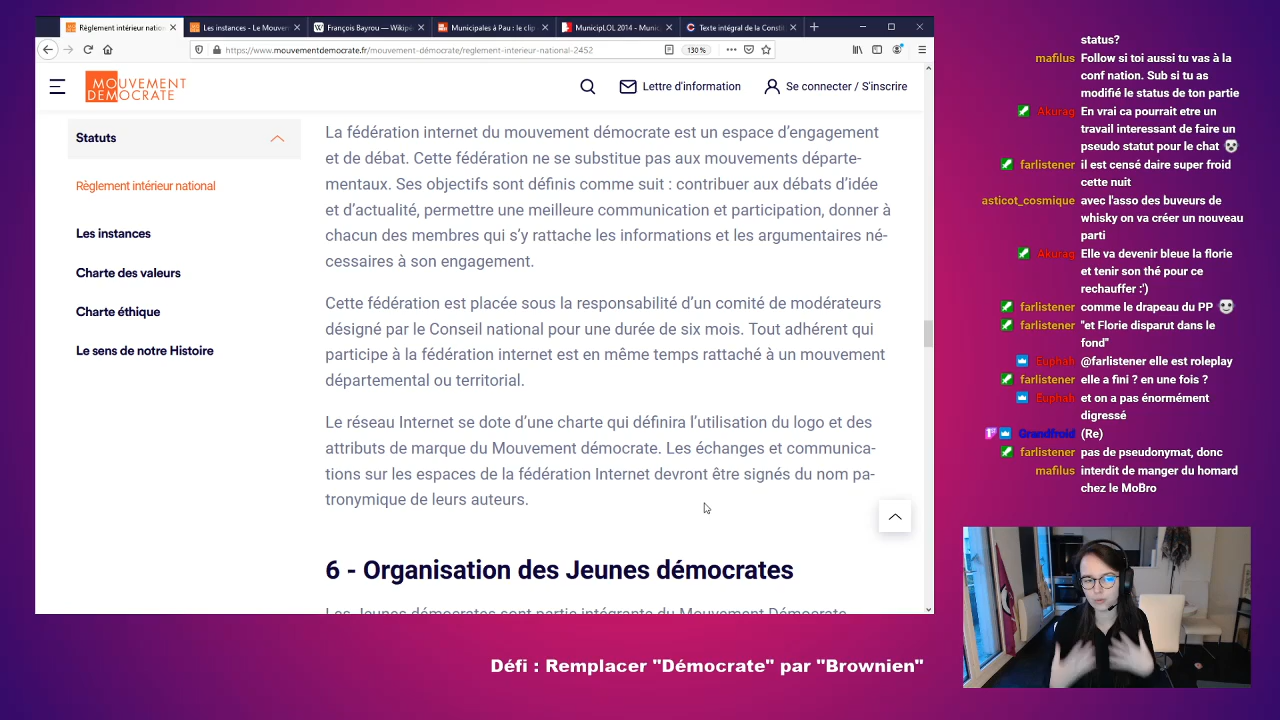 Règlement intérieur natio
Les instances - Le Mouvem
François Bayrou — Wikipé
Municipales à Pau : le clip
MunicipLOL 2014 - Munic
Texte intégral de la Consti
https://www.mouvementdemocrate.fr/mouvement-démocrate/reglement-interieur-national-2452
130 %
MOUVEMENT
DEMOCRATE
Lettre d'information
Se connecter / S'inscrire
Statuts
Règlement intérieur national
Les instances
Charte des valeurs
Charte éthique
Le sens de notre Histoire
La fédération internet du mouvement démocrate est un espace d’engagement
et de débat. Cette fédération ne se substitue pas aux mouvements départe-
mentaux. Ses objectifs sont définis comme suit : contribuer aux débats d’idée
et d’actualité, permettre une meilleure communication et participation, donner à
chacun des membres qui s’y rattache les informations et les argumentaires né-
cessaires à son engagement.
Cette fédération est placée sous la responsabilité d’un comité de modérateurs
désigné par le Conseil national pour une durée de six mois. Tout adhérent qui
participe à la fédération internet est en même temps rattaché à un mouvement
départemental ou territorial.
Le réseau Internet se dote d’une charte qui définira l’utilisation du logo et des
attributs de marque du Mouvement démocrate. Les échanges et communica-
tions sur les espaces de la fédération Internet devront être signés du nom pa-
tronymique de leurs auteurs.
6 - Organisation des Jeunes démocrates
Les Jeunes démocrates sont partie intégrante du Mouvement Démocrate
status?
mafilus Follow si toi aussi tu vas à la
conf nation. Sub si tu as
modifié le status de ton partie
Akurag En vrai ca pourrait etre un
travail interessant de faire un
pseudo statut pour le chat
farlistener il est censé daire super froid
cette nuit
asticot_cosmique avec l'asso des buveurs de
whisky on va créer un nouveau
parti
Akurag Elle va devenir bleue la florie
et tenir son thé pour ce
rechauffer :')
farlistener comme le drapeau du PP
farlistener "et Florie disparut dans le
fond"
Euphah @farlistener elle est roleplay
farlistener elle a fini ? en une fois ?
Euphah et on a pas énormément
digressé
Grandfroid (Re)
farlistener pas de pseudonymat, donc
mafilus interdit de manger du homard
chez le MoBro
Défi : Remplacer "Démocrate" par "Brownien"